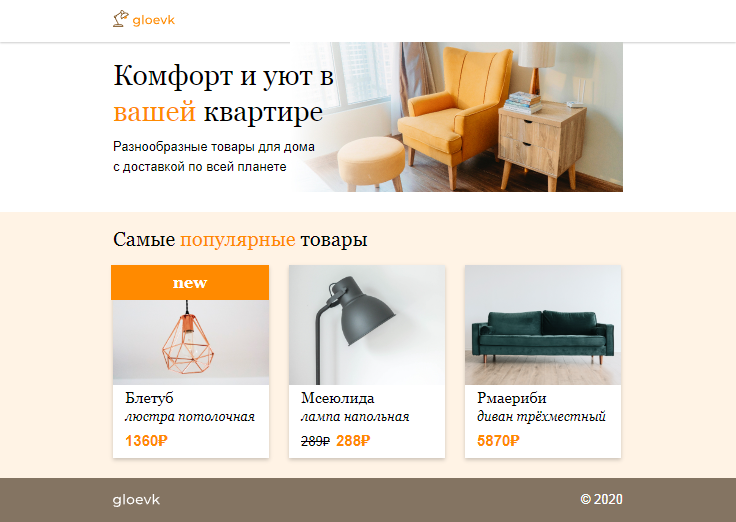 gloevk
Комфорт и уют в
вашей квартире
Разнообразные товары для дома
с доставкой по всей планете
Самые популярные товары
new
Блетуб
люстра потолочная
1360₽
Мсеюлида
лампа напольная
289₽ 288₽
Рмаериби
диван трёхместный
5870₽
gloevk
© 2020